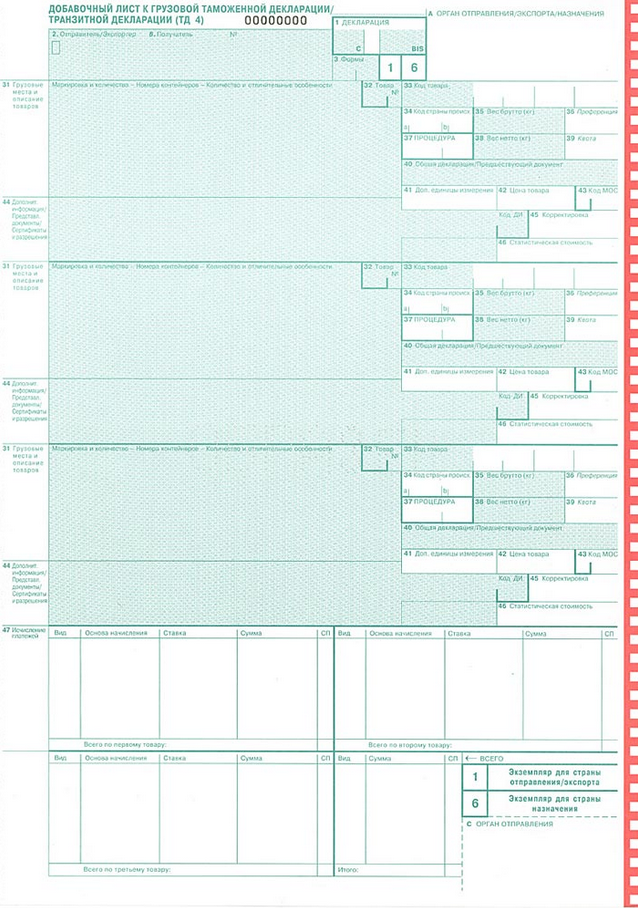 ДОБАВОЧНЫЙ ЛИСТ К ГРУЗОВОЙ ТАМОЖЕННОЙ ДЕКЛАРАЦИИ/
ТРАНЗИТНОЙ ДЕКЛАРАЦИИ (ТД 4) 00000000
А ОРГАН ОТПРАВЛЕНИЯ/ЭКСПОРТА/НАЗНАЧЕНИЯ
1 ДЕКЛАРАЦИЯ
2. Отправитель/Экспортер 8. Получатель №
С BIS
3 Формы 1 6
31 Грузовые места и описание товаров
Маркировка и количество – Номера контейнеров – Количество и отличительные особенности
32 Товар №
33 Код товара
34 Код страны происх
a| b|
35 Вес брутто (кг)
36 Преференция
37 ПРОЦЕДУРА
38 Вес нетто (кг)
39 Квота
40 Общая декларация/Предшествующий документ
41 Доп. единицы измерения
42 Цена товара
43 Код МОС
44 Дополнит. информация/ Представл. документы/ Сертификаты и разрешения
Код ДИ
45 Корректировка
46 Статистическая стоимость
31 Грузовые места и описание товаров
Маркировка и количество – Номера контейнеров – Количество и отличительные особенности
32 Товар №
33 Код товара
34 Код страны происх
a| b|
35 Вес брутто (кг)
36 Преференция
37 ПРОЦЕДУРА
38 Вес нетто (кг)
39 Квота
40 Общая декларация/Предшествующий документ
41 Доп. единицы измерения
42 Цена товара
43 Код МОС
44 Дополнит. информация/ Представл. документы/ Сертификаты и разрешения
Код ДИ
45 Корректировка
46 Статистическая стоимость
31 Грузовые места и описание товаров
Маркировка и количество – Номера контейнеров – Количество и отличительные особенности
32 Товар №
33 Код товара
34 Код страны происх
a| b|
35 Вес брутто (кг)
36 Преференция
37 ПРОЦЕДУРА
38 Вес нетто (кг)
39 Квота
40 Общая декларация/Предшествующий документ
41 Доп. единицы измерения
42 Цена товара
43 Код МОС
44 Дополнит. информация/ Представл. документы/ Сертификаты и разрешения
Код ДИ
45 Корректировка
46 Статистическая стоимость
47 Исчисление платежей
Вид Основа начисления Ставка Сумма СП Вид Основа начисления Ставка Сумма СП
Всего по первому товару: Всего по второму товару:
Вид Основа начисления Ставка Сумма СП Вид Сумма СП ← ВСЕГО
1 Экземпляр для страны отправления/экспорта
6 Экземпляр для страны назначения
С ОРГАН ОТПРАВЛЕНИЯ
Всего по третьему товару: Итого: